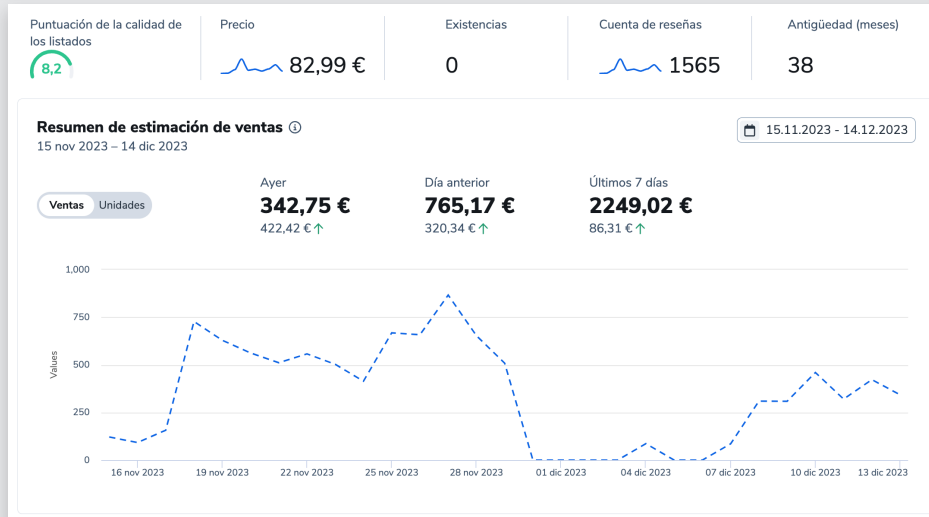 Puntuación de la calidad de
los listados
8,2
Precio
82,99 €
Existencias
0
Cuenta de reseñas
1565
Antigüedad (meses)
38
Resumen de estimación de ventas
15 nov 2023 – 14 dic 2023
15.11.2023 - 14.12.2023
Ventas Unidades
Ayer
342,75 €
422,42 €↑
Día anterior
765,17 €
320,34 €↑
Últimos 7 días
2249,02 €
86,31 €↑
1,000
750
500
250
0
Values
16 nov 2023 19 nov 2023 22 nov 2023 25 nov 2023 28 nov 2023 01 dic 2023 04 dic 2023 07 dic 2023 10 dic 2023 13 dic 2023